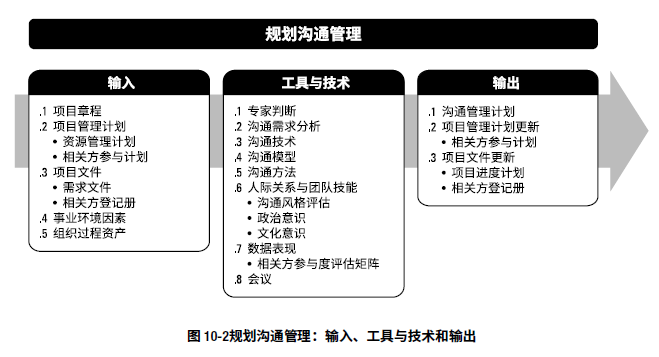 规划沟通管理
输入
.1 项目章程
.2 项目管理计划
• 资源管理计划
• 相关方参与计划
.3 项目文件
• 需求文件
• 相关方登记册
.4 事业环境因素
.5 组织过程资产
工具与技术
.1 专家判断
.2 沟通需求分析
.3 沟通技术
.4 沟通模型
.5 沟通方法
.6 人际关系与团队技能
• 沟通风格评估
• 政治意识
• 文化意识
.7 数据表现
• 相关方参与度评估矩阵
.8 会议
输出
.1 沟通管理计划
.2 项目管理计划更新
• 相关方参与计划
.3 项目文件更新
• 项目进度计划
• 相关方登记册
图 10-2规划沟通管理：输入、工具与技术和输出